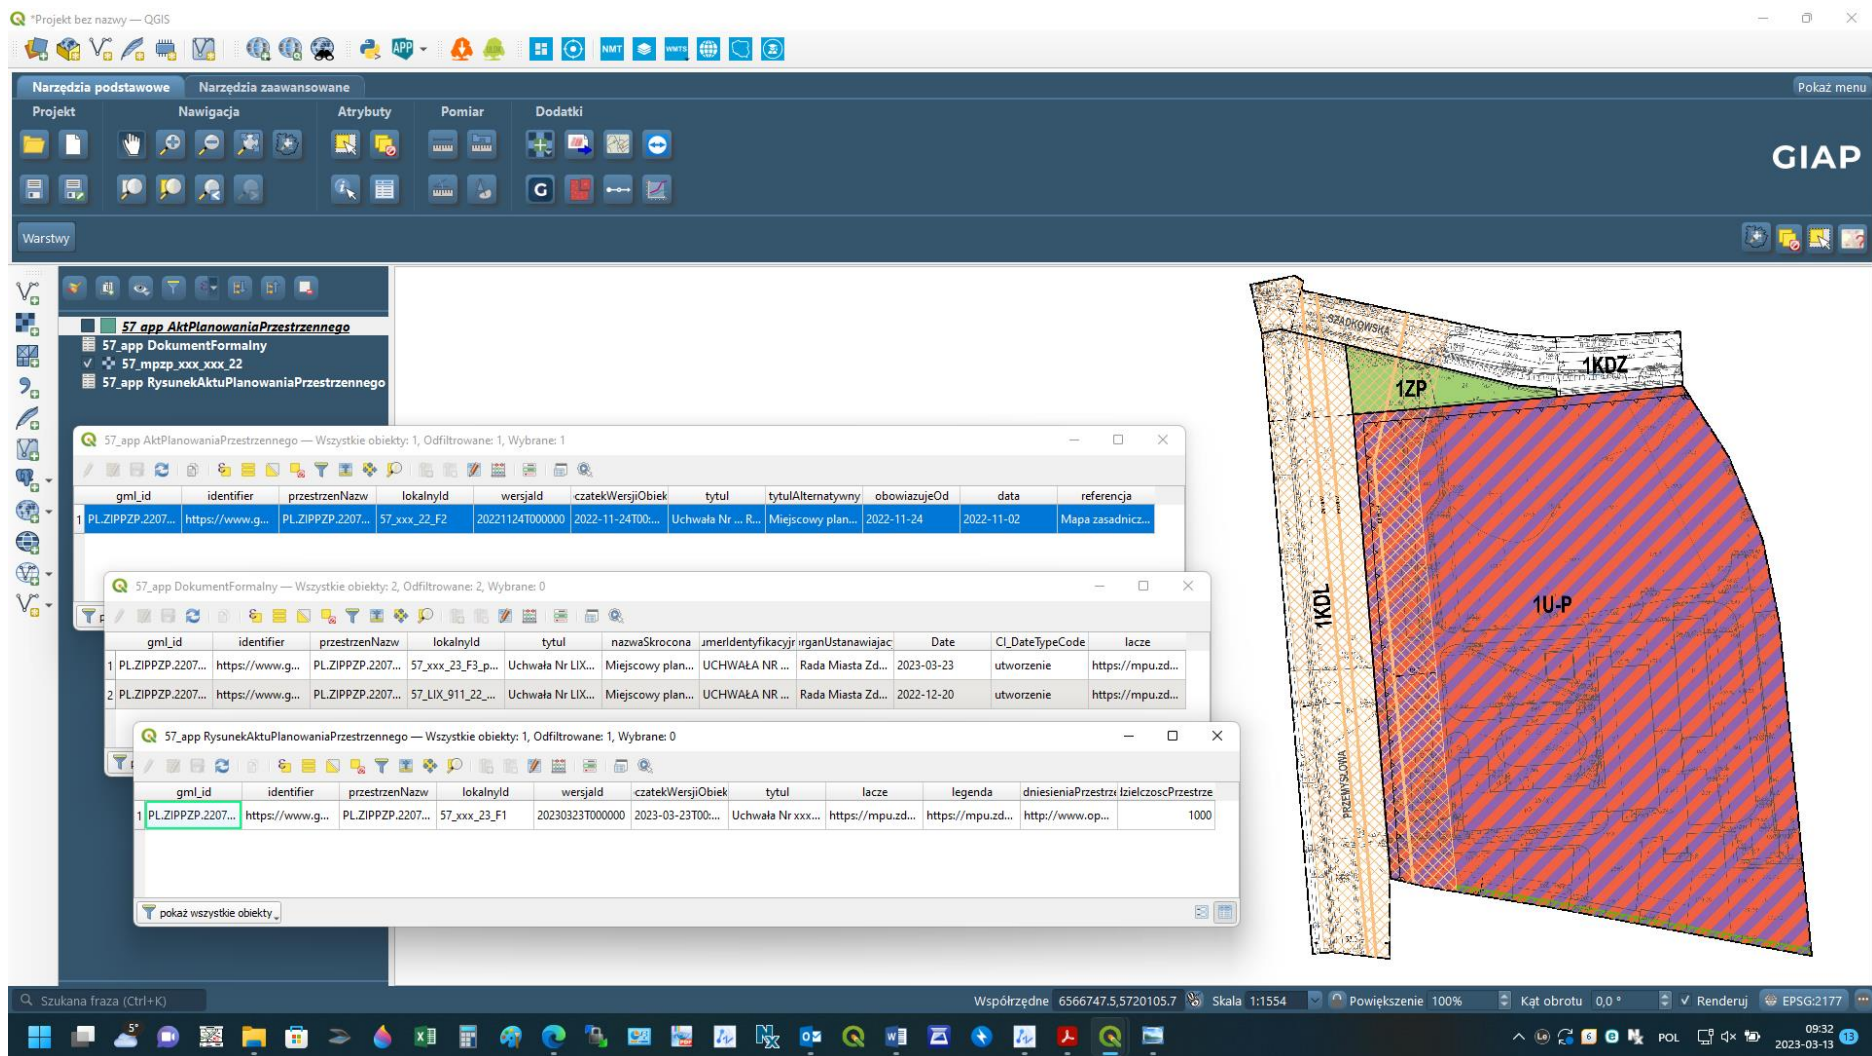 *Projekt bez nazwy — QGIS
APP
NMT
WMTS
Narzędzia podstawowe
Narzędzia zaawansowane
Pokaż menu
Projekt
Nawigacja
Atrybuty
Pomiar
Dodatki
GIAP
Warstwy
57_app AktPlanowaniaPrzestrzennego
57_app DokumentFormalny
57_mpzp_xxx_xxx_22
57_app RysunekAktuPlanowaniaPrzestrzennego
57_app AktPlanowaniaPrzestrzennego — Wszystkie obiekty: 1, Odfiltrowane: 1, Wybrane: 1
gml_id identifier przestrzenNazw lokalnyId wersjaId czatekWersjiObiek tytul tytulAlternatywny obowiazujeOd data referencja
1 PL.ZIPPZP.2207... https://www.g... PL.ZIPPZP.2207... 57_xxx_22_F2 20221124T000000 2022-11-24T00:... Uchwała Nr ... R... Miejscowy plan... 2022-11-24 2022-11-02 Mapa zasadnicz...
57_app DokumentFormalny — Wszystkie obiekty: 2, Odfiltrowane: 2, Wybrane: 0
gml_id identifier przestrzenNazw lokalnyId tytul nazwaSkrocona umerIdentyfikacyjn organUstanawiajac Date CI_DateTypeCode lacze
1 PL.ZIPPZP.2207... https://www.g... PL.ZIPPZP.2207... 57_xxx_23_F3_p... Uchwała Nr LIX... Miejscowy plan... UCHWAŁA NR ... Rada Miasta Zd... 2023-03-23 utworzenie https://mpu.zd...
2 PL.ZIPPZP.2207... https://www.g... PL.ZIPPZP.2207... 57_LIX_911_22_... Uchwała Nr LIX... Miejscowy plan... UCHWAŁA NR ... Rada Miasta Zd... 2022-12-20 utworzenie https://mpu.zd...
57_app RysunekAktuPlanowaniaPrzestrzennego — Wszystkie obiekty: 1, Odfiltrowane: 1, Wybrane: 0
gml_id identifier przestrzenNazw lokalnyId wersjaId czatekWersjiObiek tytul lacze legenda dniesieniaPrzestrze dzielczoscPrzestrze
1 PL.ZIPPZP.2207... https://www.g... PL.ZIPPZP.2207... 57_xxx_23_F1 20230323T000000 2023-03-23T00:... Uchwała Nr xxx... https://mpu.zd... https://mpu.zd... http://www.op... 1000
pokaż wszystkie obiekty
SZADKOWSKA
1KDZ
1ZP
1KDL
1U-P
PRZEMYSŁOWA
Szukana fraza (Ctrl+K)
Współrzędne 6566747.5,5720105.7 Skala 1:1554 Powiększenie 100% Kąt obrotu 0,0 ° Renderuj EPSG:2177
5°
POL
09:32
2023-03-13
13